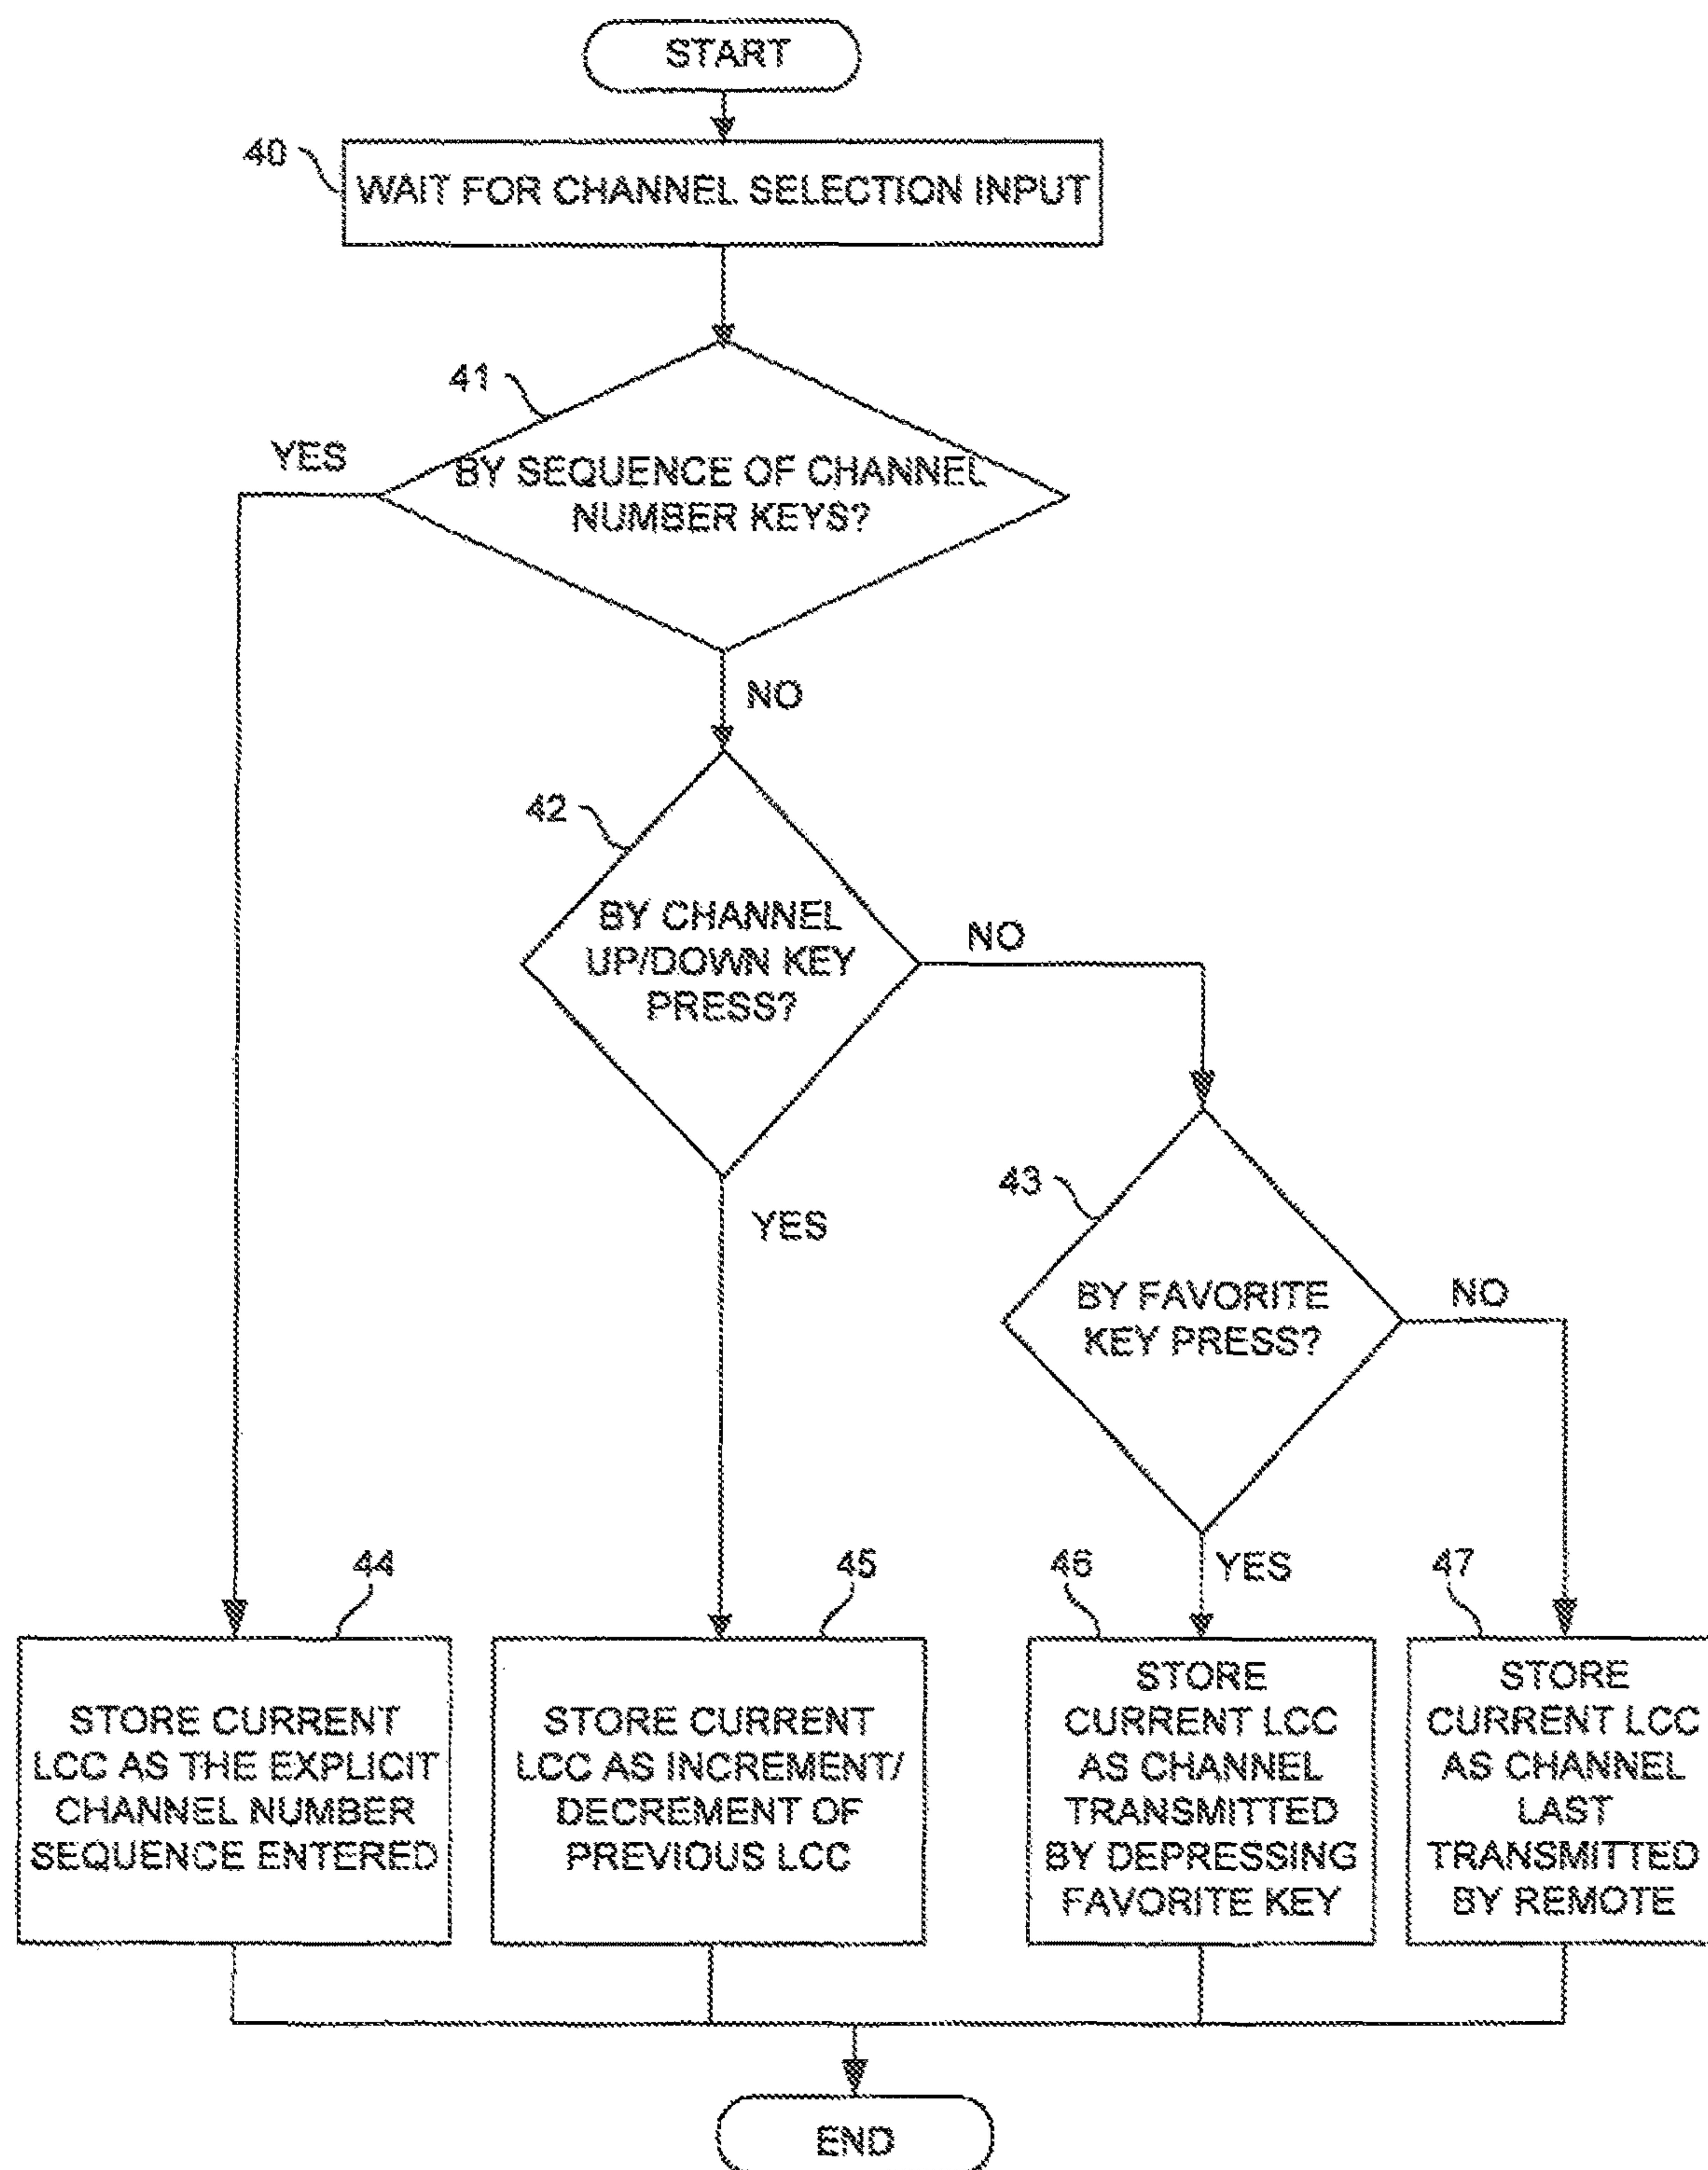 START
40
WAIT FOR CHANNEL SELECTION INPUT
41
YES
BY SEQUENCE OF CHANNEL
NUMBER KEYS?
NO
42
BY CHANNEL
UP/DOWN KEY
PRESS?
NO
YES
43
BY FAVORITE
KEY PRESS?
NO
YES
44
STORE CURRENT
LCC AS THE EXPLICIT
CHANNEL NUMBER
SEQUENCE ENTERED
45
STORE CURRENT
LCC AS INCREMENT/
DECREMENT OF
PREVIOUS LCC
46
STORE
CURRENT LCC
AS CHANNEL
TRANSMITTED
BY DEPRESSING
FAVORITE KEY
47
STORE
CURRENT LCC
AS CHANNEL
LAST
TRANSMITTED
BY REMOTE
END